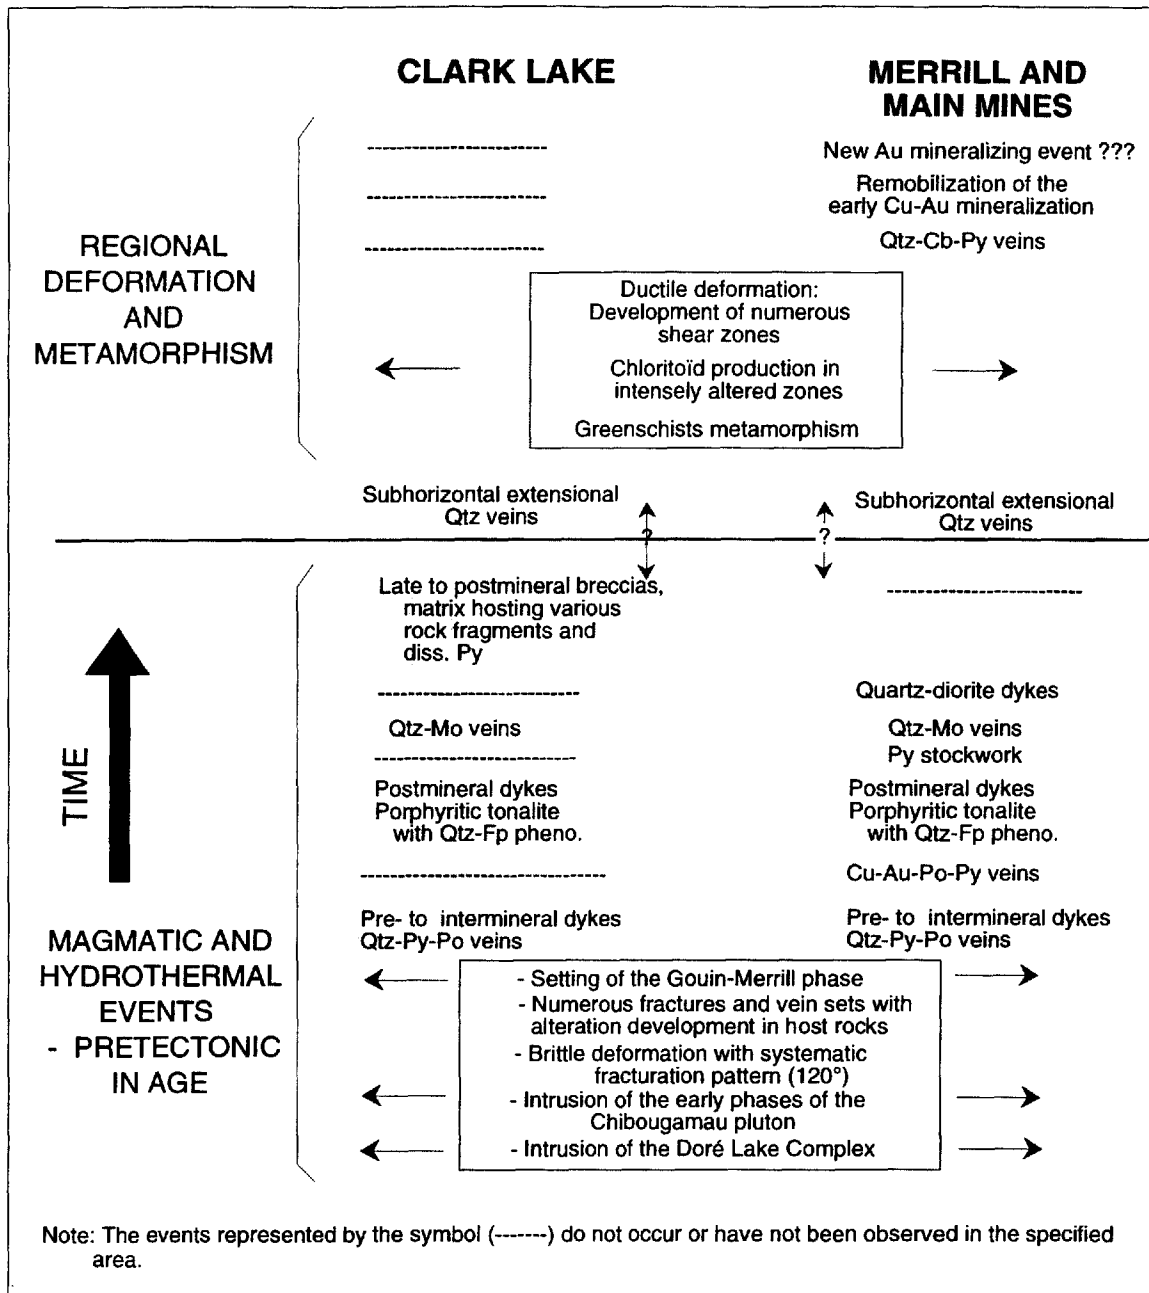 CLARK LAKE
MERRILL AND
MAIN MINES
REGIONAL
DEFORMATION
AND
METAMORPHISM
-----------------------
New Au mineralizing event ???
-----------------------
Remobilization of the
early Cu-Au mineralization
-----------------------
Qtz-Cb-Py veins
Ductile deformation:
Development of numerous
shear zones
Chloritoïd production in
intensely altered zones
Greenschists metamorphism
Subhorizontal extensional
Qtz veins
?
?
Subhorizontal extensional
Qtz veins
TIME
MAGMATIC AND
HYDROTHERMAL
EVENTS
- PRETECTONIC
IN AGE
Late to postmineral breccias,
matrix hosting various
rock fragments and
diss. Py
-------------------------
-------------------------
Quartz-diorite dykes
Qtz-Mo veins
Qtz-Mo veins
-------------------------
Py stockwork
Postmineral dykes
Porphyritic tonalite
with Qtz-Fp pheno.
Postmineral dykes
Porphyritic tonalite
with Qtz-Fp pheno.
-------------------------------
Cu-Au-Po-Py veins
Pre- to intermineral dykes
Qtz-Py-Po veins
Pre- to intermineral dykes
Qtz-Py-Po veins
- Setting of the Gouin-Merrill phase
- Numerous fractures and vein sets with
alteration development in host rocks
- Brittle deformation with systematic
fracturation pattern (120°)
- Intrusion of the early phases of the
Chibougamau pluton
- Intrusion of the Doré Lake Complex
Note: The events represented by the symbol (-------) do not occur or have not been observed in the specified
area.